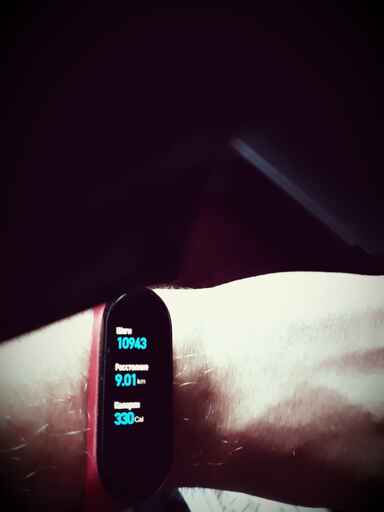 Шаги
10943
Расстояние
9.01 km
Калории
330 Cal